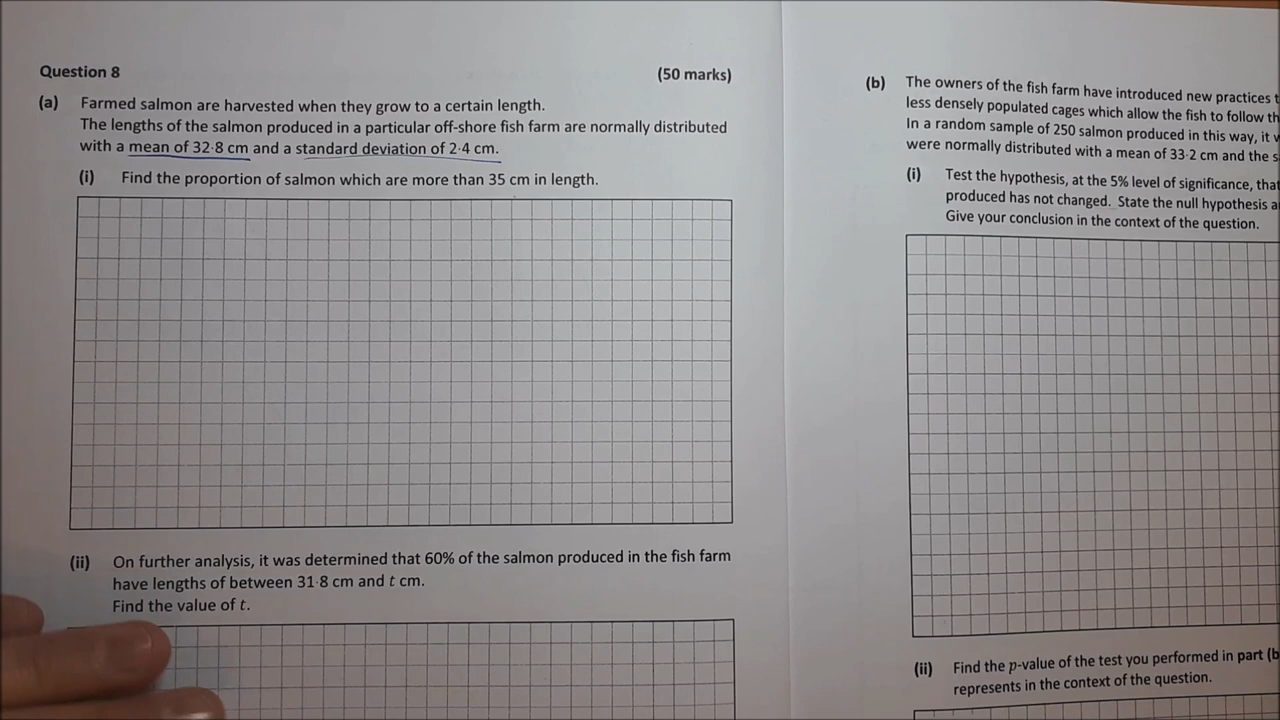 Question 8
(50 marks)
(a) Farmed salmon are harvested when they grow to a certain length.
The lengths of the salmon produced in a particular off-shore fish farm are normally distributed
with a mean of 32·8 cm and a standard deviation of 2·4 cm.
(i) Find the proportion of salmon which are more than 35 cm in length.
(ii) On further analysis, it was determined that 60% of the salmon produced in the fish farm
have lengths of between 31·8 cm and t cm.
Find the value of t.
(b) The owners of the fish farm have introduced new practices
less densely populated cages which allow the fish to follow
In a random sample of 250 salmon produced in this way, it
were normally distributed with a mean of 33·2 cm and the
(i) Test the hypothesis, at the 5% level of significance, that
produced has not changed. State the null hypothesis
Give your conclusion in the context of the question.
(ii) Find the p-value of the test you performed in part (b
represents in the context of the question.